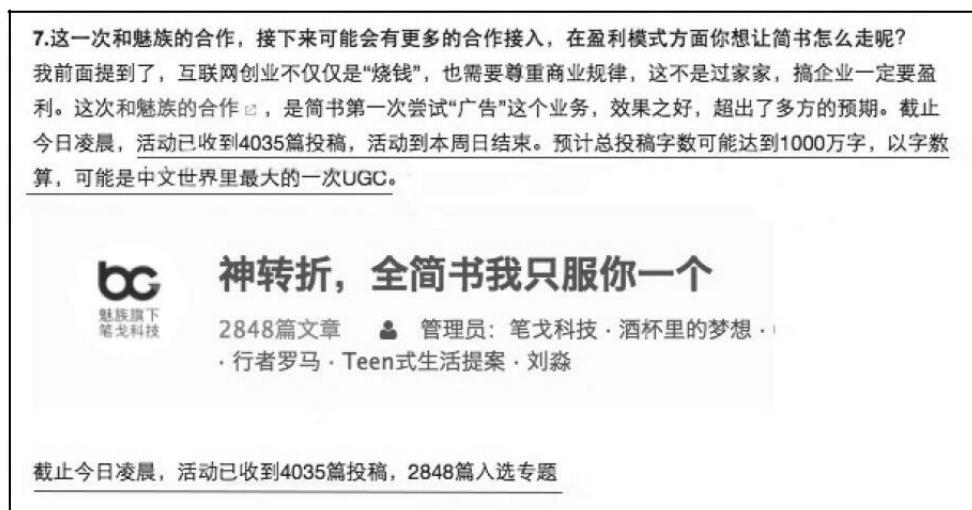 7.这一次和魅族的合作，接下来可能会有更多的合作接入，在盈利模式方面你想让简书怎么走呢？
我前面提到了，互联网创业不仅仅是“烧钱”，也需要尊重商业规律，这不是过家家，搞企业一定要盈
利。这次和魅族的合作，是简书第一次尝试“广告”这个业务，效果之好，超出了多方的预期。截止
今日凌晨，活动已收到4035篇投稿，活动到本周日结束。预计总投稿字数可能达到1000万字，以字数
算，可能是中文世界里最大的一次UGC。
bG
魅族旗下
笔戈科技
神转折，全简书我只服你一个
2848篇文章 管理员：笔戈科技 · 酒杯里的梦想 ·
· 行者罗马 · Teen式生活提案 · 刘淼
截止今日凌晨，活动已收到4035篇投稿，2848篇入选专题